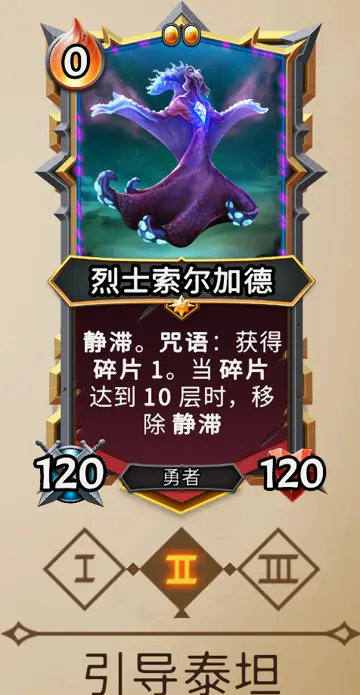 0
烈士索尔加德
静滞。咒语：获得
碎片 1。当 碎片
达到 10 层时，移
除 静滞
120
勇者
120
I
II
III
引导泰坦